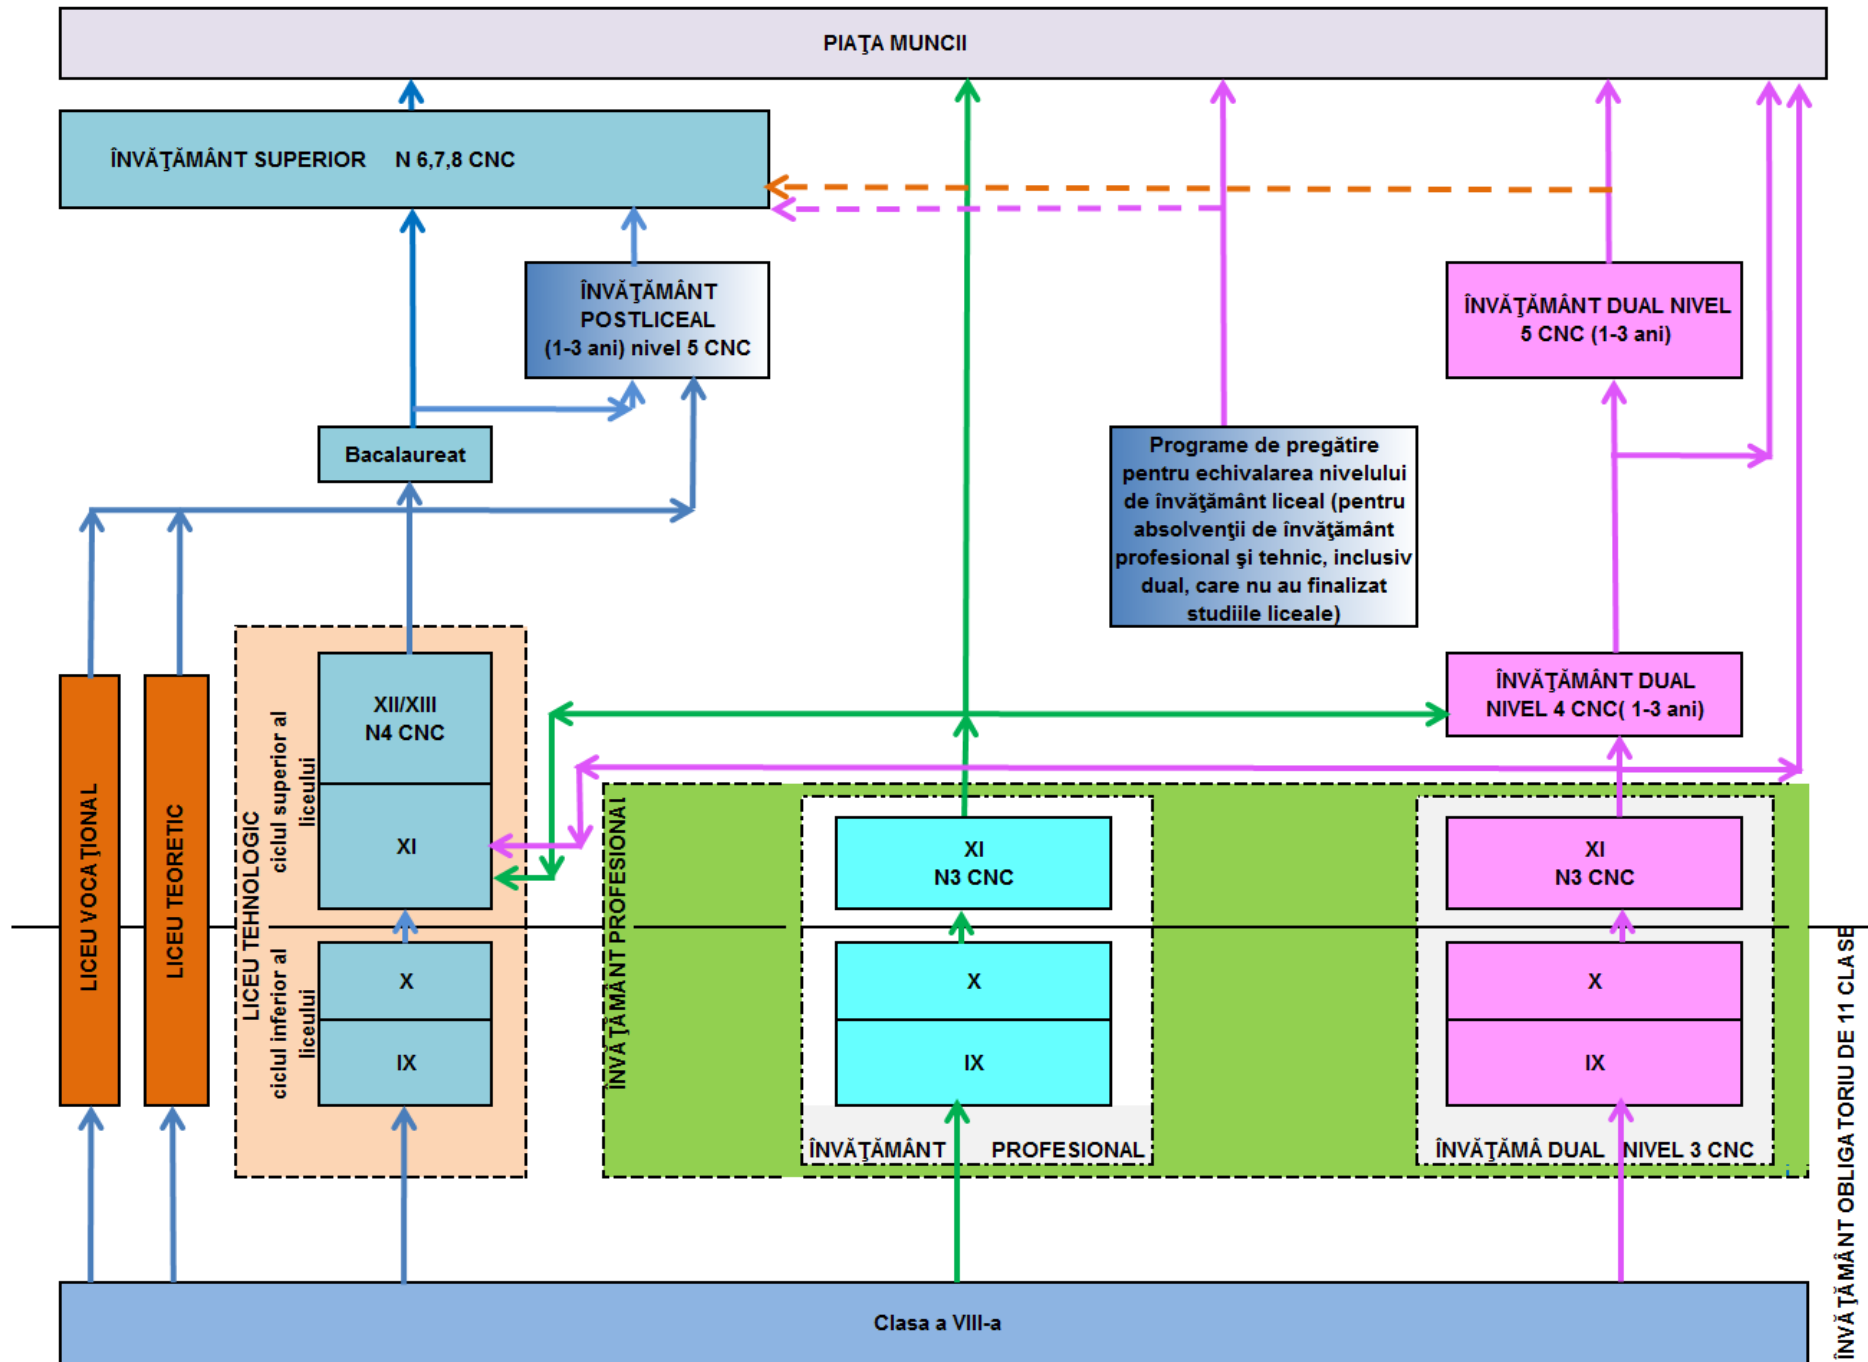 PIAŢA MUNCII
ÎNVĂŢĂMÂNT SUPERIOR N 6,7,8 CNC
ÎNVĂŢĂMÂNT
POSTLICEAL
(1-3 ani) nivel 5 CNC
ÎNVĂŢĂMÂNT DUAL NIVEL
5 CNC (1-3 ani)
Bacalaureat
Programe de pregătire
pentru echivalarea nivelului
de învăţământ liceal (pentru
absolvenţii de învăţământ
profesional şi tehnic, inclusiv
dual, care nu au finalizat
studiile liceale)
ÎNVĂŢĂMÂNT DUAL
NIVEL 4 CNC( 1-3 ani)
LICEU VOCAŢIONAL
LICEU TEORETIC
LICEU TEHNOLOGIC
ciclul superior al
liceului
ciclul inferior al
liceului
XII/XIII
N4 CNC
XI
X
IX
ÎNVĂŢĂMÂNT PROFESIONAL
XI
N3 CNC
X
IX
ÎNVĂŢĂMÂNT PROFESIONAL
XI
N3 CNC
X
IX
ÎNVĂŢĂMÂ DUAL NIVEL 3 CNC
ÎNVĂŢĂMÂNT OBLIGATORIU DE 11 CLASE
Clasa a VIII-a